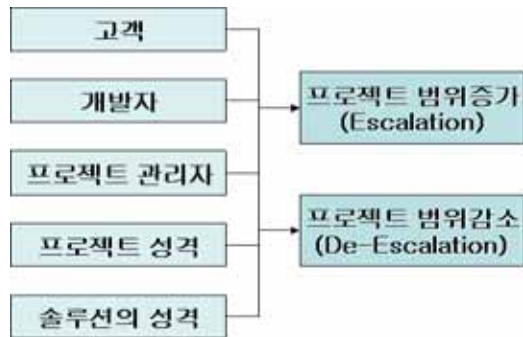 고객
개발자
프로젝트 관리자
프로젝트 성격
솔루션의 성격
프로젝트 범위증가
(Escalation)
프로젝트 범위감소
(De-Escalation)